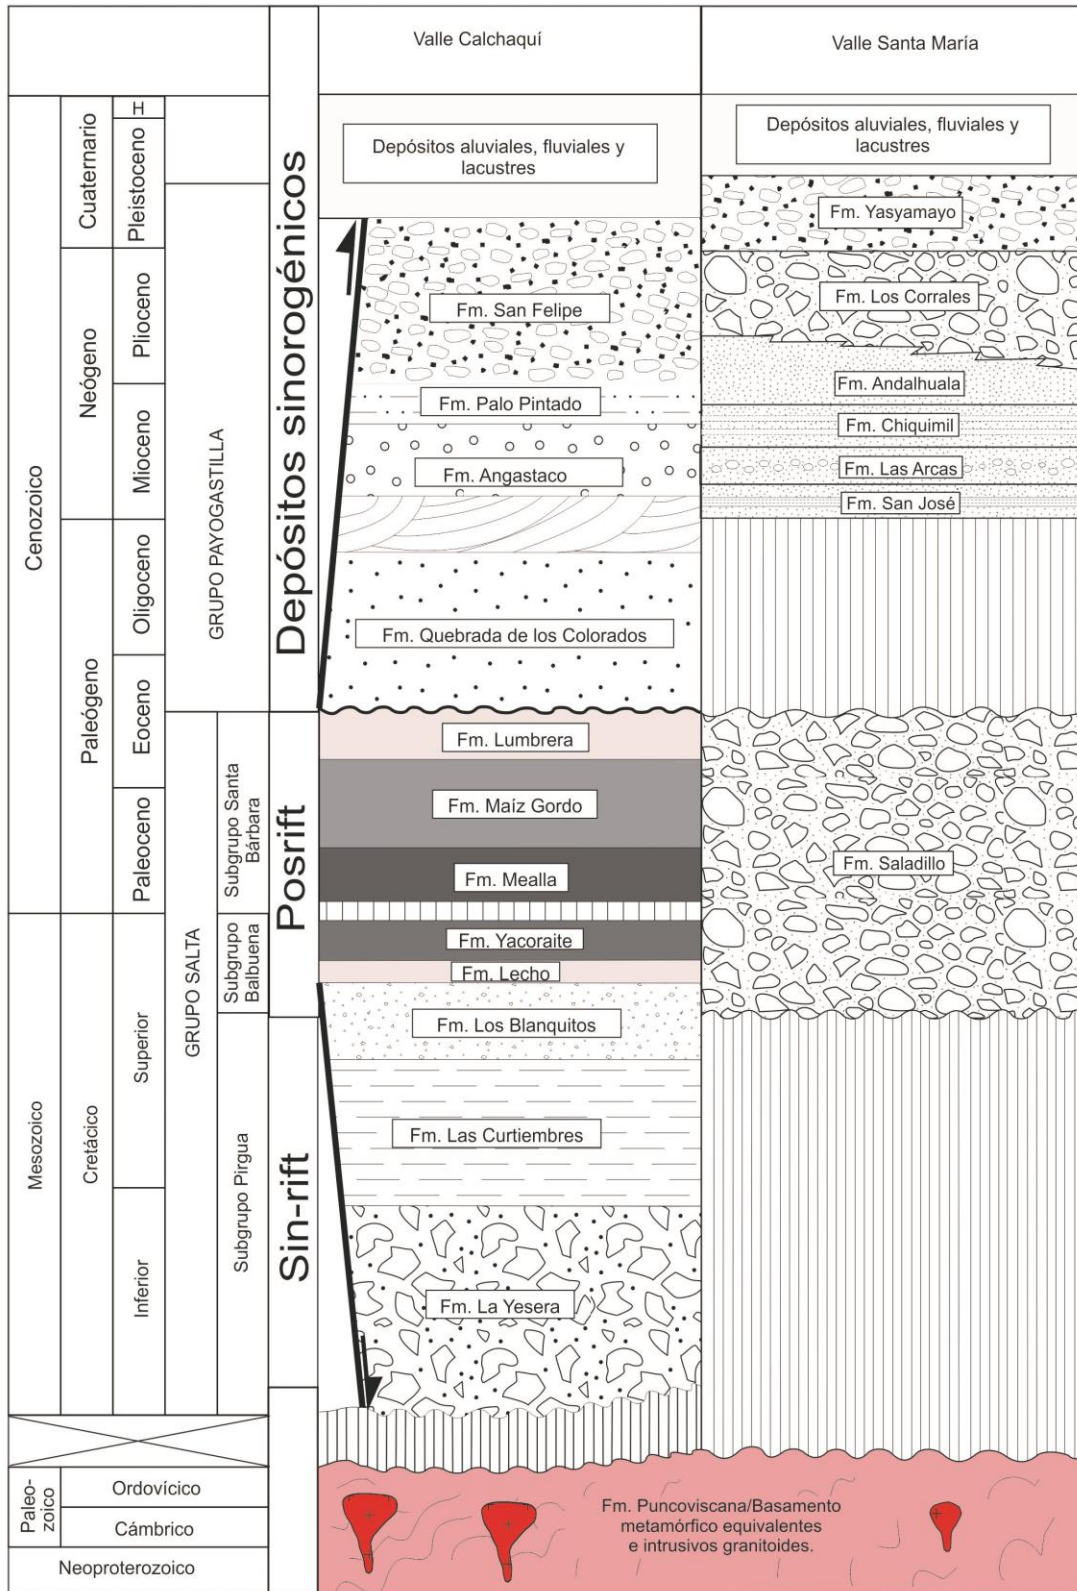 Valle Calchaquí
Valle Santa María
Cenozoico
Mesozoico
Paleo-
zoico
Neoproterozoico
Cuaternario
Neógeno
Paleógeno
Cretácico
H
Pleistoceno
Plioceno
Mioceno
Oligoceno
Eoceno
Paleoceno
Superior
Inferior
Ordovícico
Cámbrico
GRUPO PAYOGASTILLA
GRUPO SALTA
Subgrupo Santa
Bárbara
Subgrupo
Balbuena
Subgrupo Pirgua
Depósitos sinorogénicos
Posrift
Sin-rift
Depósitos aluviales, fluviales y
lacustres
Fm. San Felipe
Fm. Palo Pintado
Fm. Angastaco
Fm. Quebrada de los Colorados
Fm. Lumbrera
Fm. Maíz Gordo
Fm. Mealla
Fm. Yacoraite
Fm. Lecho
Fm. Los Blanquitos
Fm. Las Curtiembres
Fm. La Yesera
Depósitos aluviales, fluviales y
lacustres
Fm. Yasyamayo
Fm. Los Corrales
Fm. Andalhuala
Fm. Chiquimil
Fm. Las Arcas
Fm. San José
Fm. Saladillo
Fm. Puncoviscana/Basamento
metamórfico equivalentes
e intrusivos granitoides.